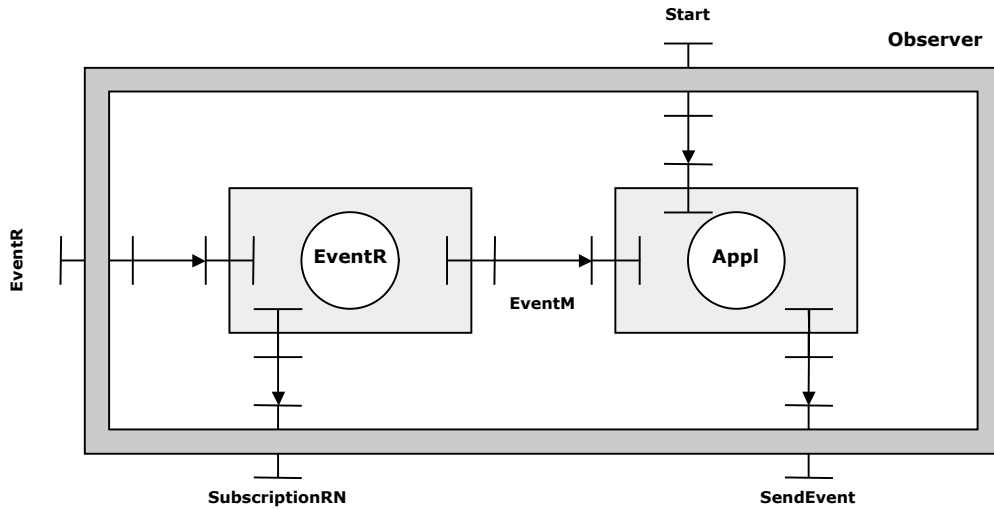 Start
Observer
EventR
EventR
Appl
EventM
SubscriptionRN
SendEvent